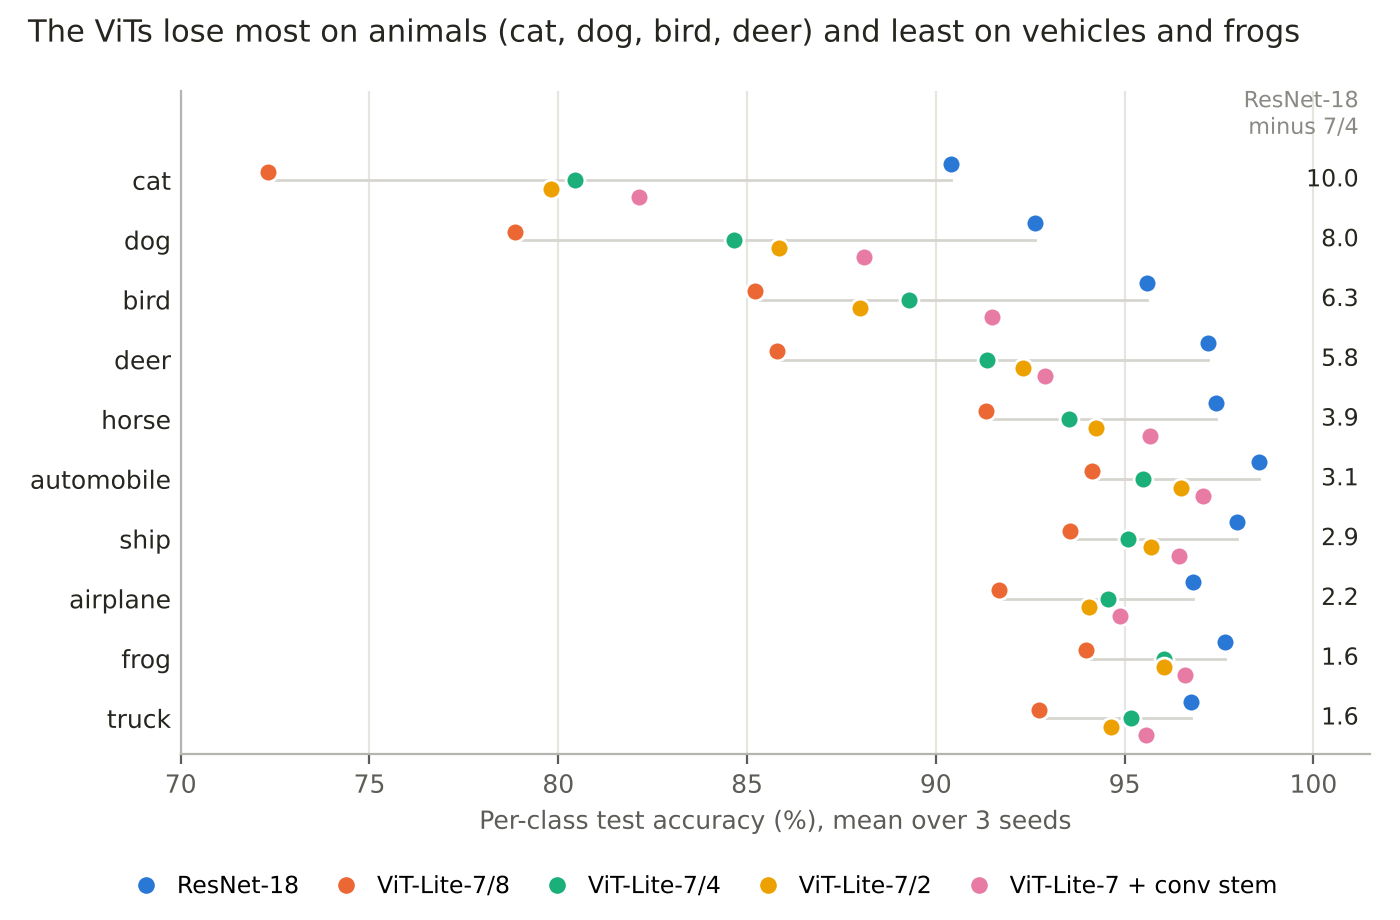 The ViTs lose most on animals (cat, dog, bird, deer) and least on vehicles and frogs
ResNet-18
minus 7/4
cat 10.0
dog 8.0
bird 6.3
deer 5.8
horse 3.9
automobile 3.1
ship 2.9
airplane 2.2
frog 1.6
truck 1.6
70 75 80 85 90 95 100
Per-class test accuracy (%), mean over 3 seeds
ResNet-18 ViT-Lite-7/8 ViT-Lite-7/4 ViT-Lite-7/2 ViT-Lite-7 + conv stem